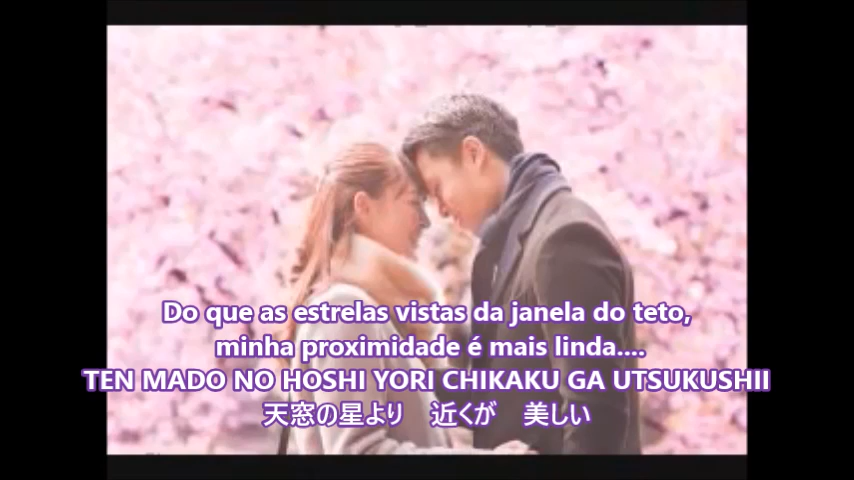 Do que as estrelas vistas da janela do teto,
minha proximidade é mais linda....
TEN MADO NO HOSHI YORI CHIKAKU GA UTSUKUSHII
天窓の星より　近くが　美しい